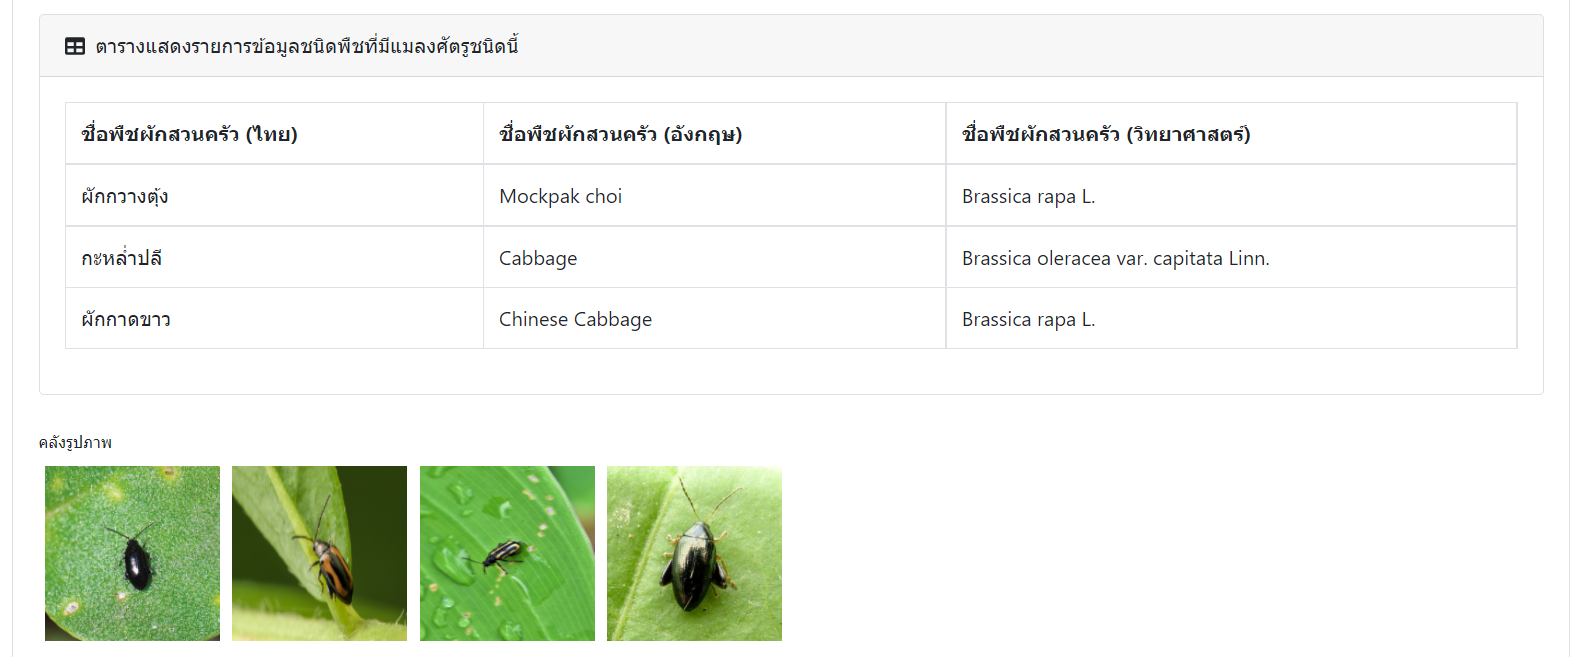 ตารางแสดงรายการข้อมูลชนิดพืชที่มีแมลงศัตรูชนิดนี้
ชื่อพืชผักสวนครัว (ไทย) ชื่อพืชผักสวนครัว (อังกฤษ) ชื่อพืชผักสวนครัว (วิทยาศาสตร์)
ผักกวางตุ้ง Mockpak choi Brassica rapa L.
กะหล่ำปลี Cabbage Brassica oleracea var. capitata Linn.
ผักกาดขาว Chinese Cabbage Brassica rapa L.
คลังรูปภาพ